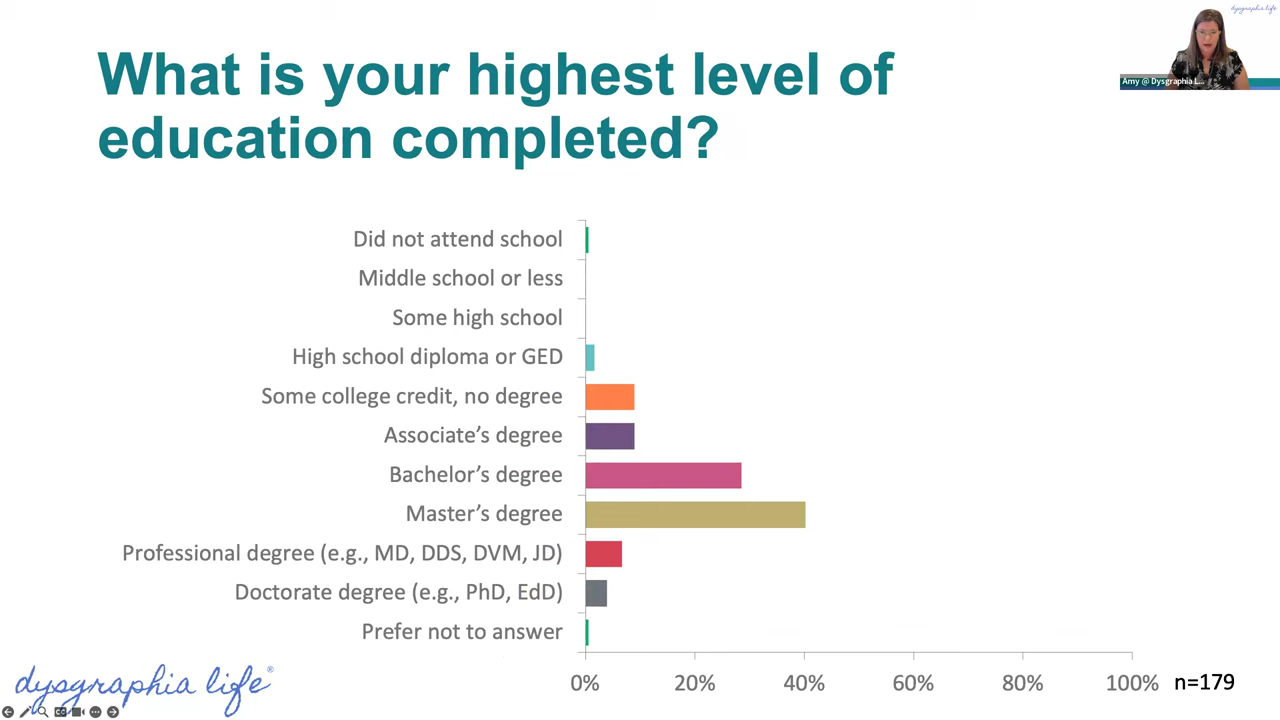 dysgraphia life
Amy @ Dysgraphia L...
What is your highest level of
education completed?
Did not attend school
Middle school or less
Some high school
High school diploma or GED
Some college credit, no degree
Associate’s degree
Bachelor’s degree
Master’s degree
Professional degree (e.g., MD, DDS, DVM, JD)
Doctorate degree (e.g., PhD, EdD)
Prefer not to answer
0% 20% 40% 60% 80% 100% n=179
dysgraphia life®